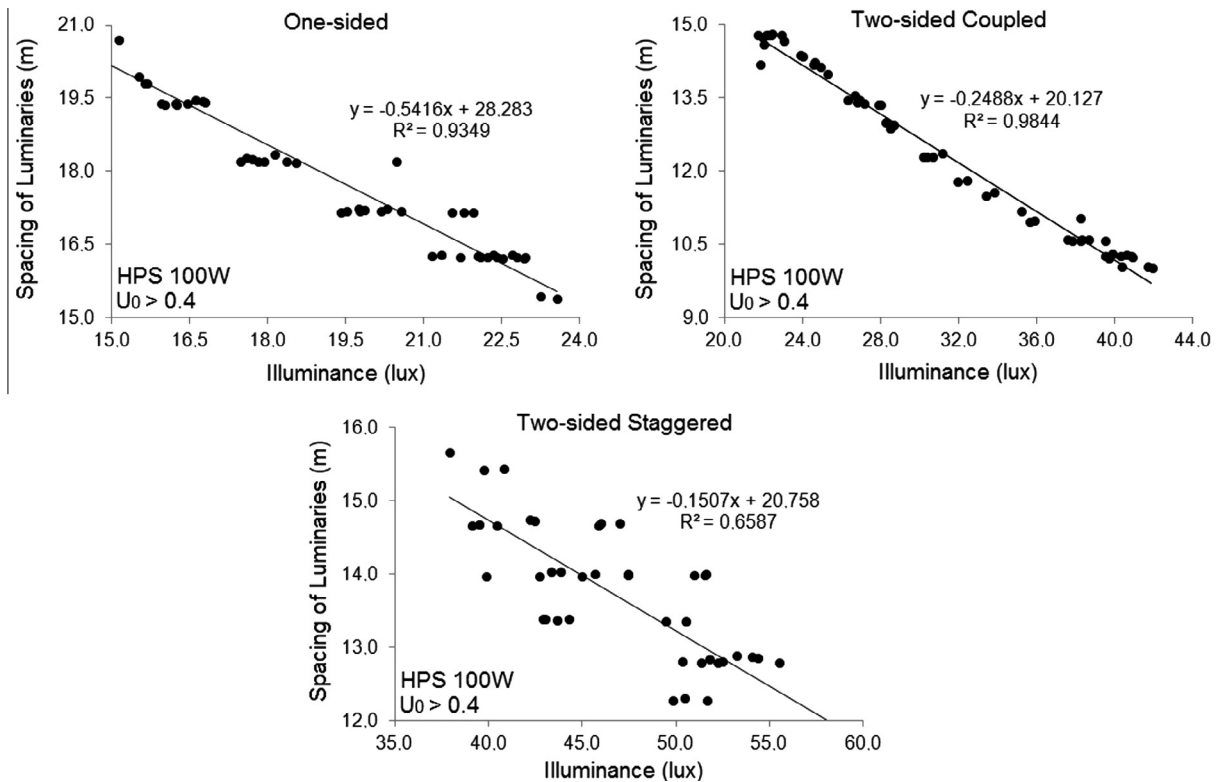 One-sided
Spacing of Luminaries (m)
21.0
19.5
18.0
16.5
15.0
y = -0.5416x + 28.283
R² = 0.9349
HPS 100W
U0 > 0.4
15.0 16.5 18.0 19.5 21.0 22.5 24.0
Illuminance (lux)
Two-sided Coupled
Spacing of Luminaries (m)
15.0
13.5
12.0
10.5
9.0
y = -0.2488x + 20.127
R² = 0.9844
HPS 100W
U0 > 0.4
20.0 24.0 28.0 32.0 36.0 40.0 44.0
Illuminance (lux)
Two-sided Staggered
Spacing of Luminaries (m)
16.0
15.0
14.0
13.0
12.0
y = -0.1507x + 20.758
R² = 0.6587
HPS 100W
U0 > 0.4
35.0 40.0 45.0 50.0 55.0 60.0
Illuminance (lux)